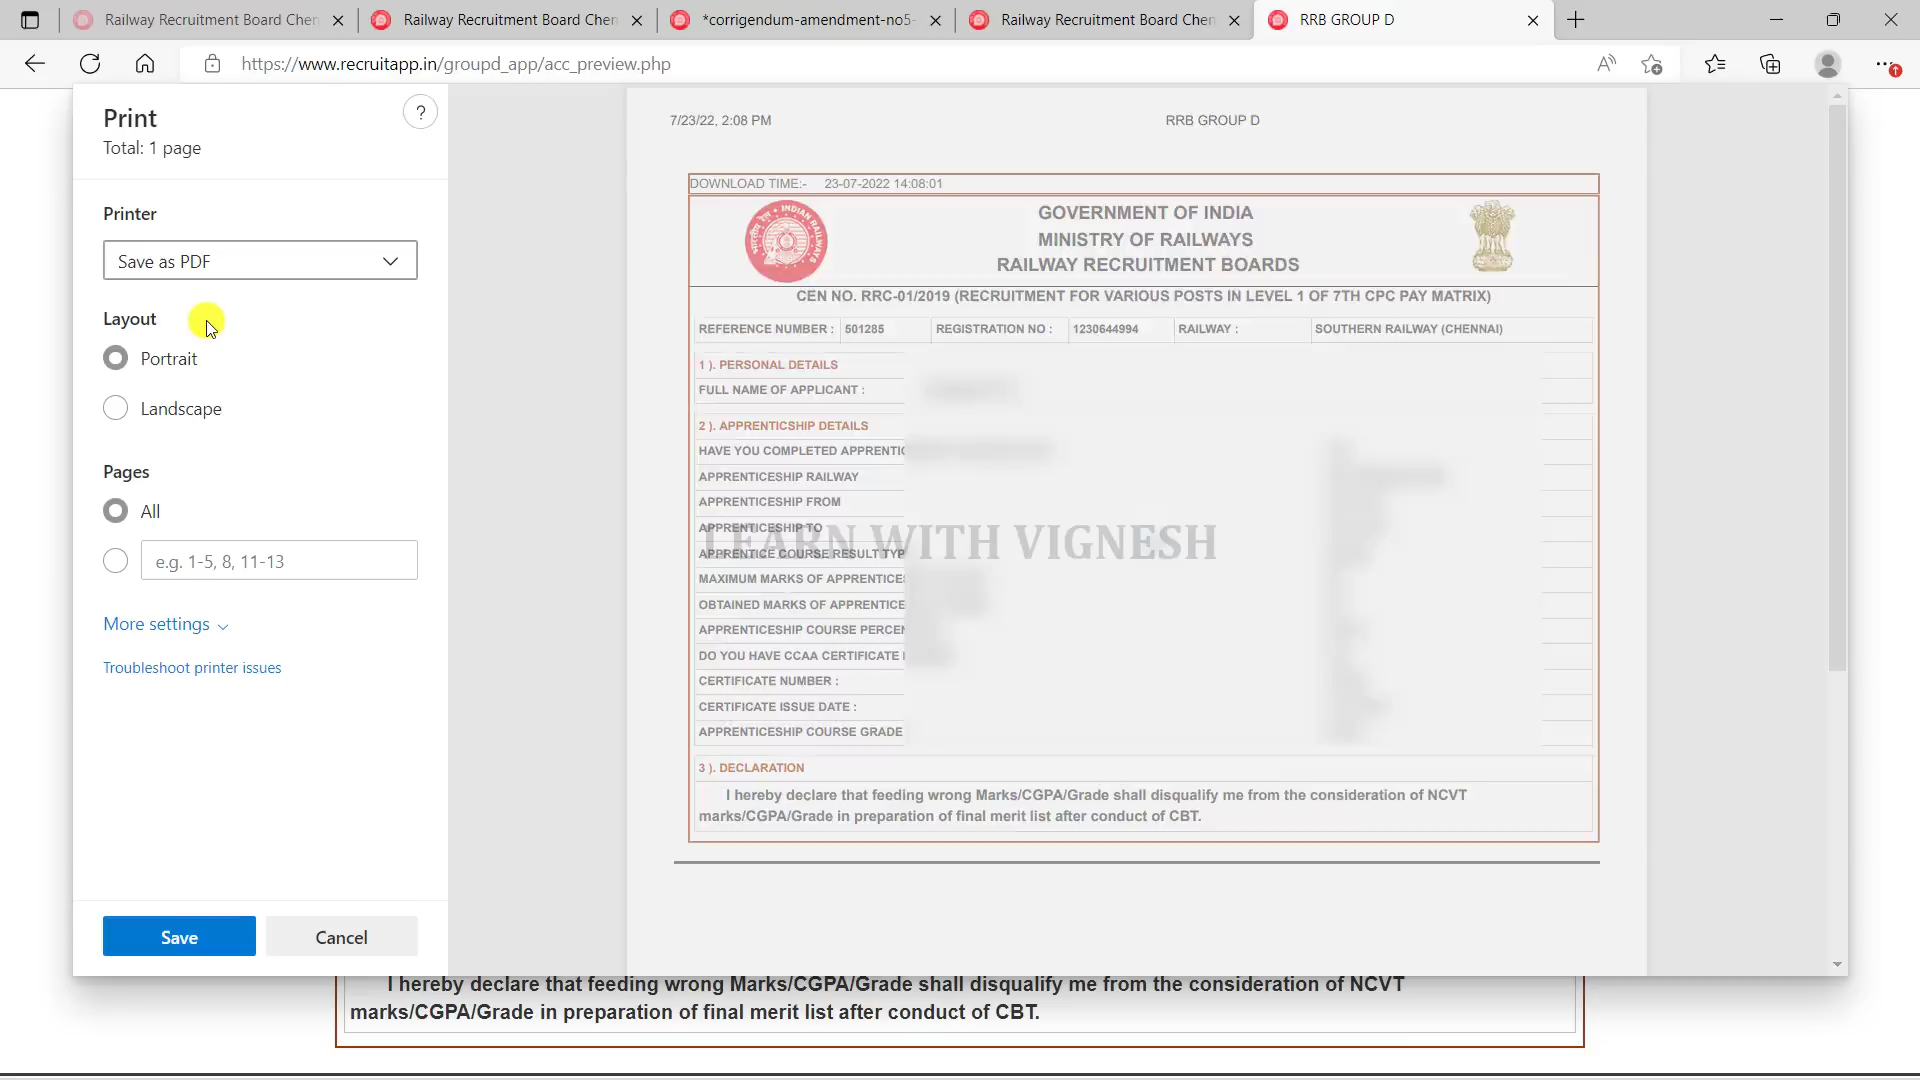 Railway Recruitment Board Chen
Railway Recruitment Board Chen
*corrigendum-amendment-no5-
Railway Recruitment Board Chen
RRB GROUP D
https://www.recruitapp.in/groupd_app/acc_preview.php
Print
?
Total: 1 page
Printer
Save as PDF
Layout
Portrait
Landscape
Pages
All
e.g. 1-5, 8, 11-13
More settings
Troubleshoot printer issues
Save
Cancel
7/23/22, 2:08 PM
RRB GROUP D
DOWNLOAD TIME:- 23-07-2022 14:08:01
INDIAN RAILWAYS
GOVERNMENT OF INDIA
MINISTRY OF RAILWAYS
RAILWAY RECRUITMENT BOARDS
CEN NO. RRC-01/2019 (RECRUITMENT FOR VARIOUS POSTS IN LEVEL 1 OF 7TH CPC PAY MATRIX)
REFERENCE NUMBER : 501285 REGISTRATION NO : 1230644994 RAILWAY : SOUTHERN RAILWAY (CHENNAI)
1 ). PERSONAL DETAILS
FULL NAME OF APPLICANT :
2 ). APPRENTICSHIP DETAILS
HAVE YOU COMPLETED APPRENTIC
APPRENTICESHIP RAILWAY
APPRENTICESHIP FROM
APPRENTICESHIP TO
LEARN WITH VIGNESH
APPRENTICE COURSE RESULT TYP
MAXIMUM MARKS OF APPRENTICES
OBTAINED MARKS OF APPRENTICE
APPRENTICESHIP COURSE PERCEN
DO YOU HAVE CCAA CERTIFICATE
CERTIFICATE NUMBER :
CERTIFICATE ISSUE DATE :
APPRENTICESHIP COURSE GRADE
3 ). DECLARATION
I hereby declare that feeding wrong Marks/CGPA/Grade shall disqualify me from the consideration of NCVT
marks/CGPA/Grade in preparation of final merit list after conduct of CBT.
I hereby declare that feeding wrong Marks/CGPA/Grade shall disqualify me from the consideration of NCVT
marks/CGPA/Grade in preparation of final merit list after conduct of CBT.